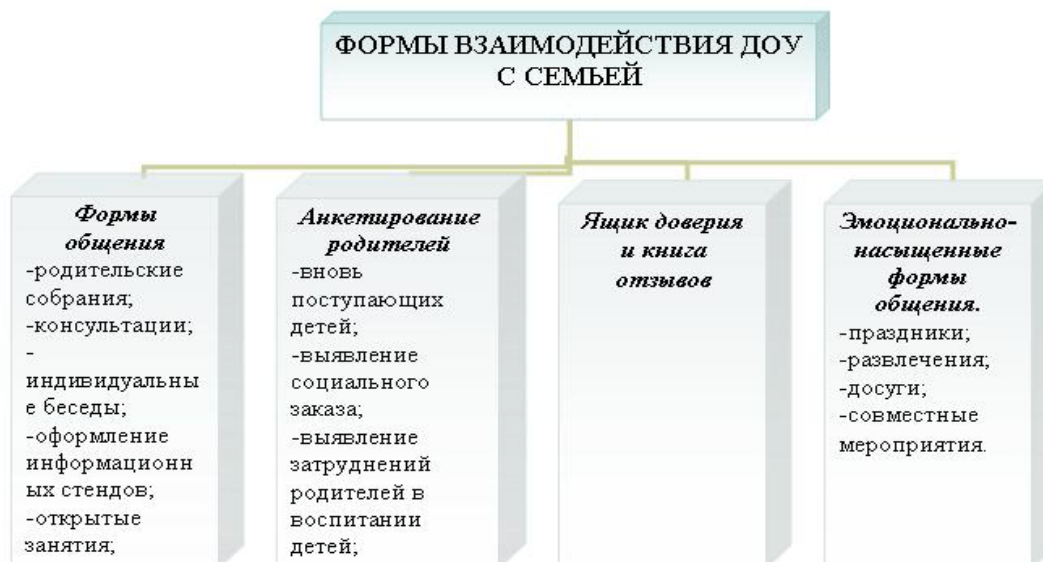 ФОРМЫ ВЗАИМОДЕЙСТВИЯ ДОУ
С СЕМЬЕЙ
Формы
общения
-родительские
собрания;
-консультации;
-
индивидуальны
е беседы;
-оформление
информационн
ых стендов;
-открытые
занятия;
Анкетирование
родителей
-вновь
поступающих
детей;
-выявление
социального
заказа;
-выявление
затруднений
родителей в
воспитании
детей;
Ящик доверия
и книга
отзывов
Эмоционально-
насыщенные
формы
общения.
-праздники;
-развлечения;
-досуги;
-совместные
мероприятия.